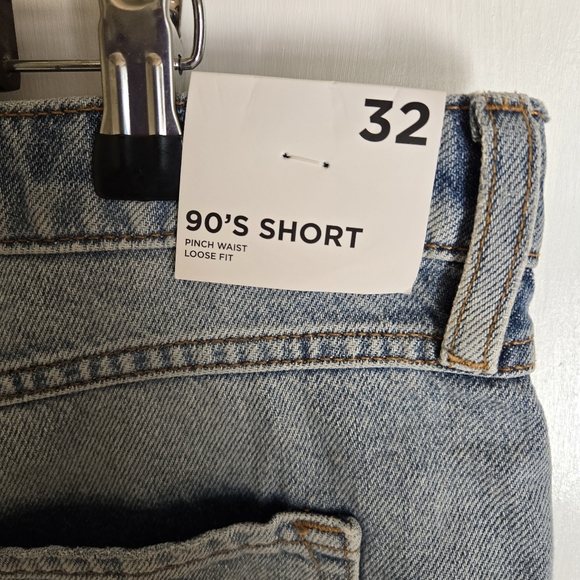 32
90'S SHORT
PINCH WAIST
LOOSE FIT